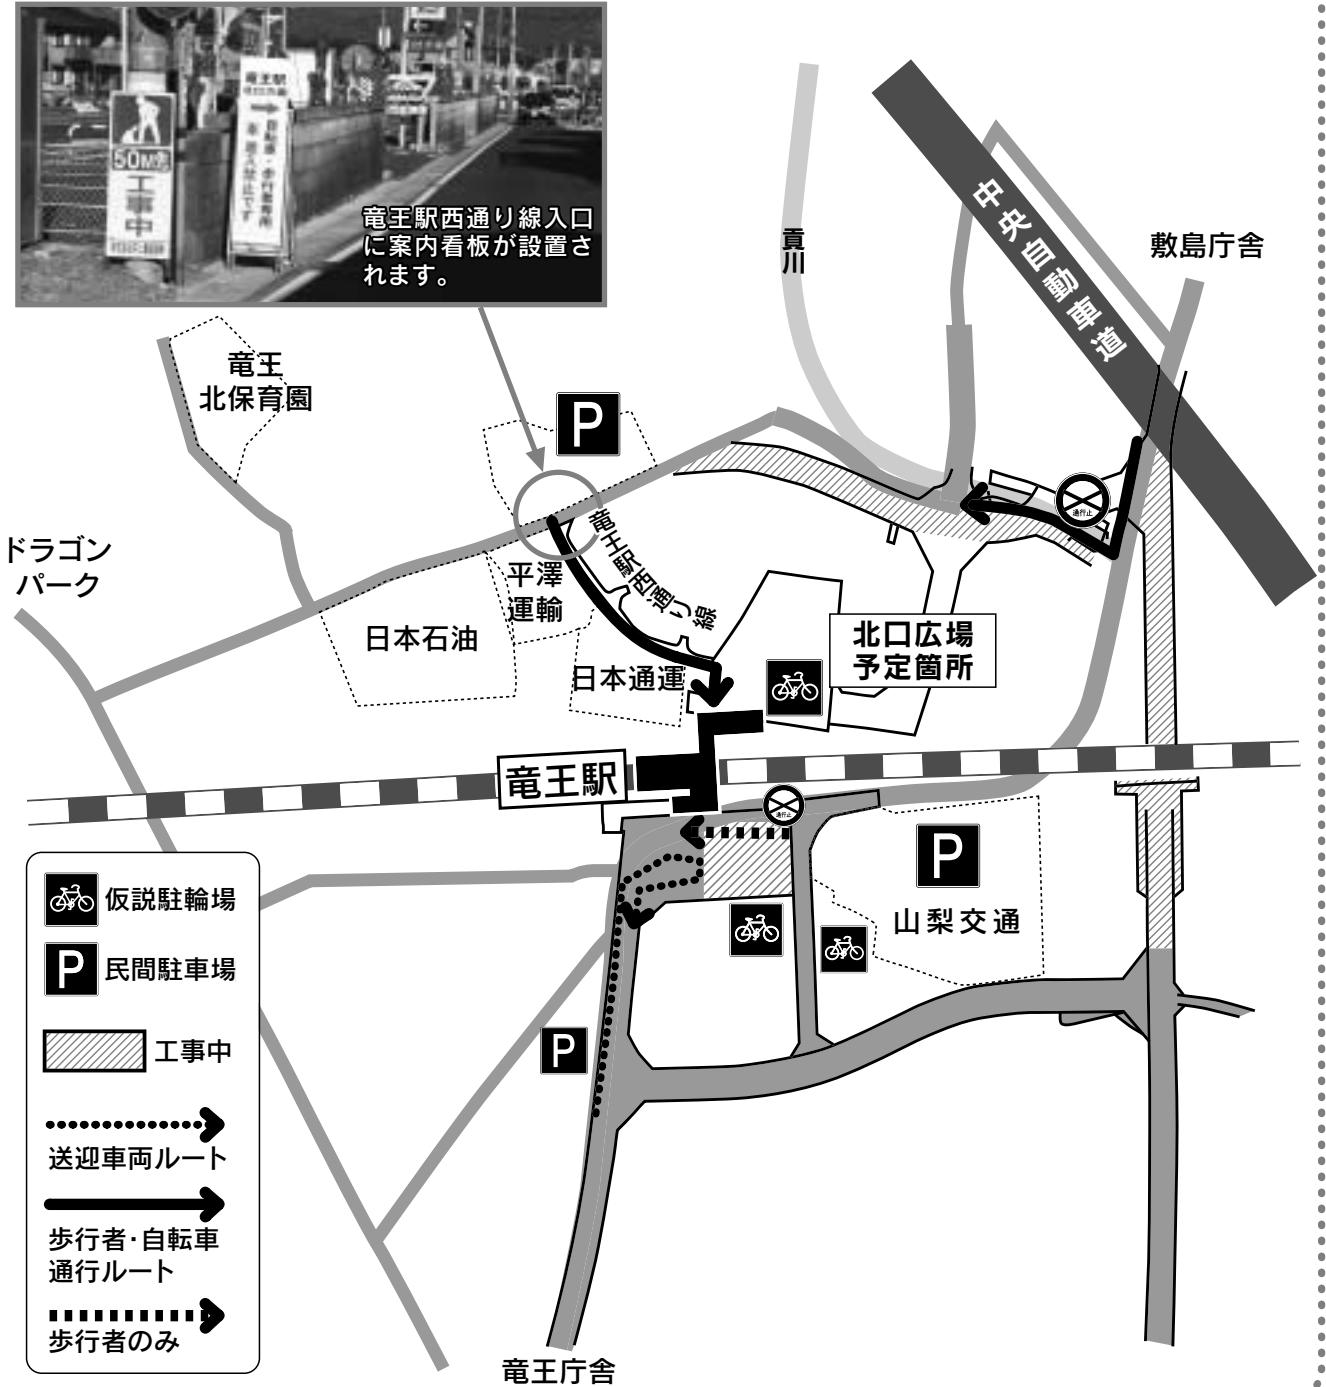 50M先
工事中
竜王駅
竜王駅西通り線入口
に案内看板が設置さ
れます。
貢川
中央自動車道
敷島庁舎
竜王
北保育園
P
ドラゴン
パーク
平澤
運輸
竜王駅西通り線
日本石油
日本通運
通行止
北口広場
予定箇所
竜王駅
通行止
P
山梨交通
P
仮説駐輪場
P 民間駐車場
工事中
送迎車両ルート
歩行者・自転車
通行ルート
歩行者のみ
竜王庁舎